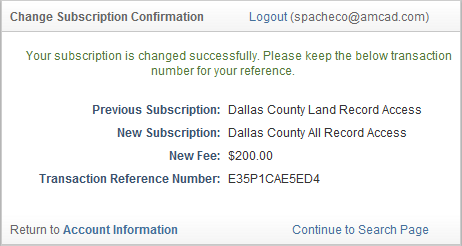 Change Subscription Confirmation Logout (spacheco@amcad.com)
Your subscription is changed successfully. Please keep the below transaction
number for your reference.
Previous Subscription: Dallas County Land Record Access
New Subscription: Dallas County All Record Access
New Fee: $200.00
Transaction Reference Number: E35P1CAE5ED4
Return to Account Information Continue to Search Page